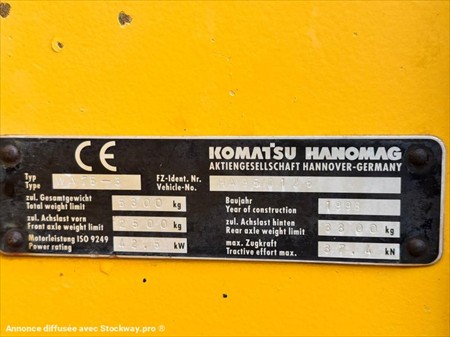 CE
KOMATSU HANOMAG
AKTIENGESELLSCHAFT HANNOVER-GERMANY
Typ
Type
FZ-Ident. Nr.
Vehicle-No.
zul. Gesamtgewicht
Total weight limit
kg
Baujahr
Year of construction
zul. Achslast vorn
Front axle weight limit
kg
zul. Achslast hinten
Rear axle weight limit
kg
Motorleistung ISO 9249
Power rating
kW
max. Zugkraft
Tractive effort max.
kN
Annonce diffusée avec Stockway.pro ®